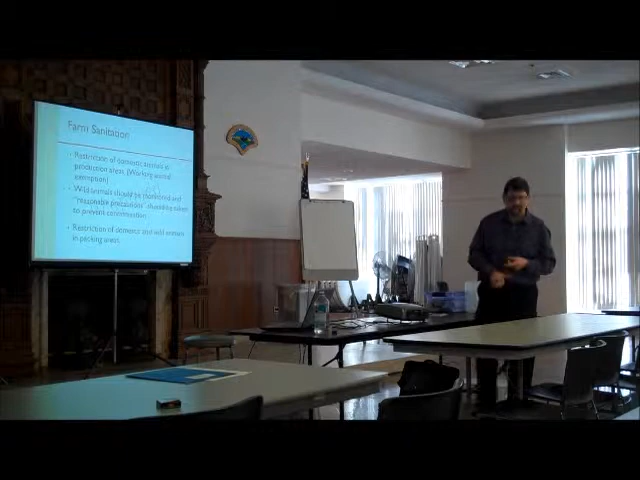 Farm Sanitation
• Restriction of domestic animals in
production areas. (Working animal
exemption)
• Wild animals should be monitored and
"reasonable precautions" should be taken
to prevent contamination.
• Restriction of domestic and wild animals
in packing areas.